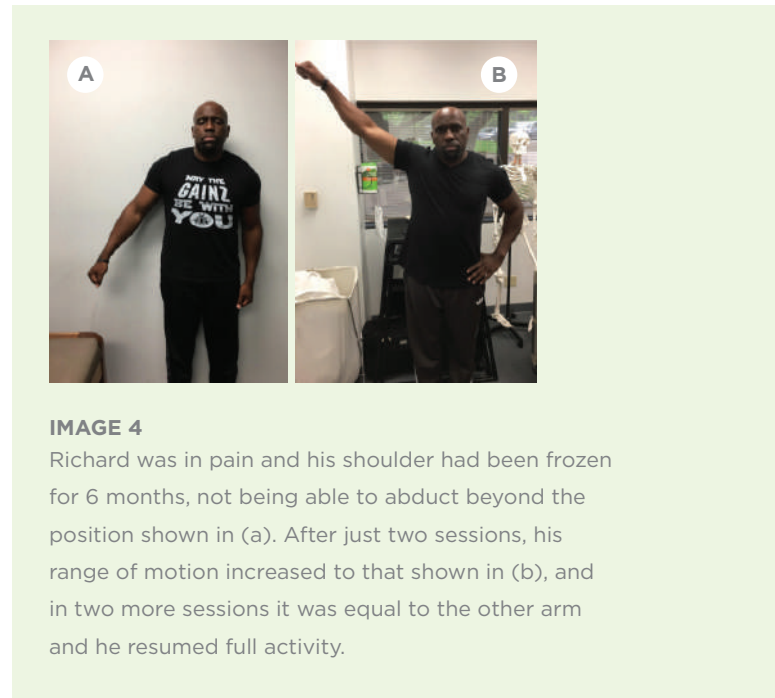 A
B
MAY THE
GAINZ
BE WITH
YOU
IMAGE 4
Richard was in pain and his shoulder had been frozen
for 6 months, not being able to abduct beyond the
position shown in (a). After just two sessions, his
range of motion increased to that shown in (b), and
in two more sessions it was equal to the other arm
and he resumed full activity.